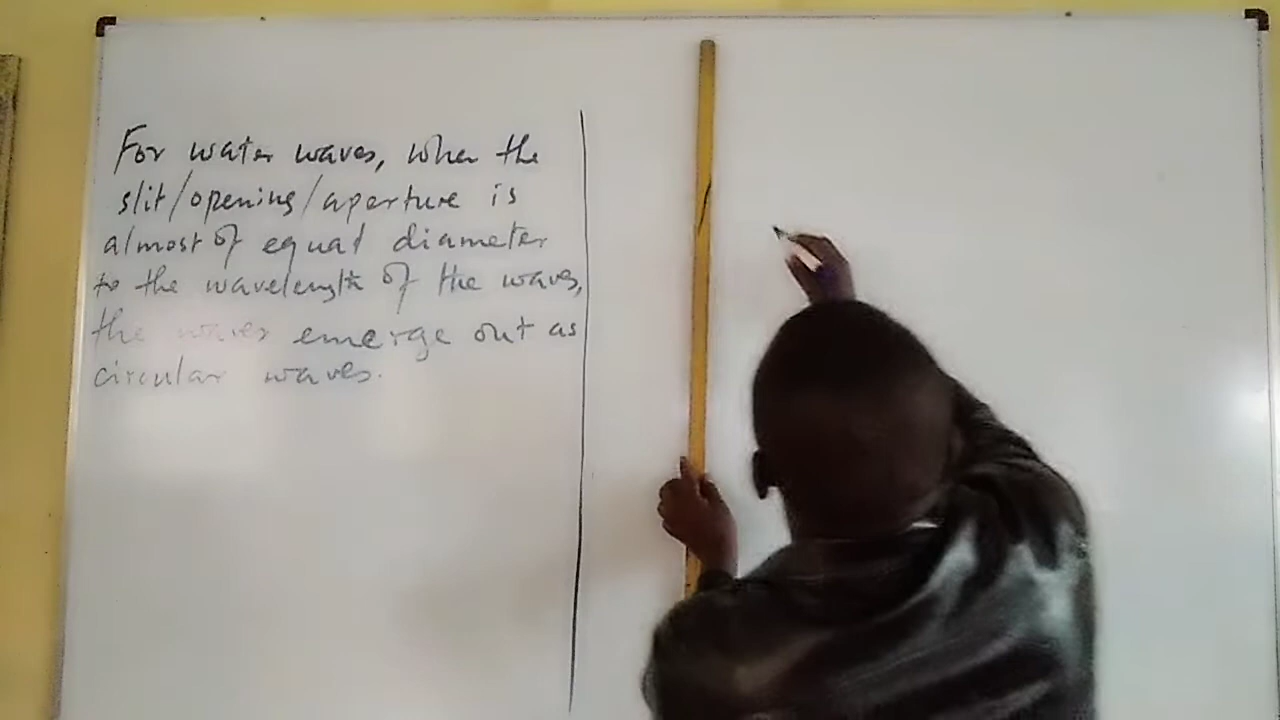 For water waves, when the
slit/opening/aperture is
almost of equal diameter
to the wavelength of the waves,
the waves emerge out as
circular waves.